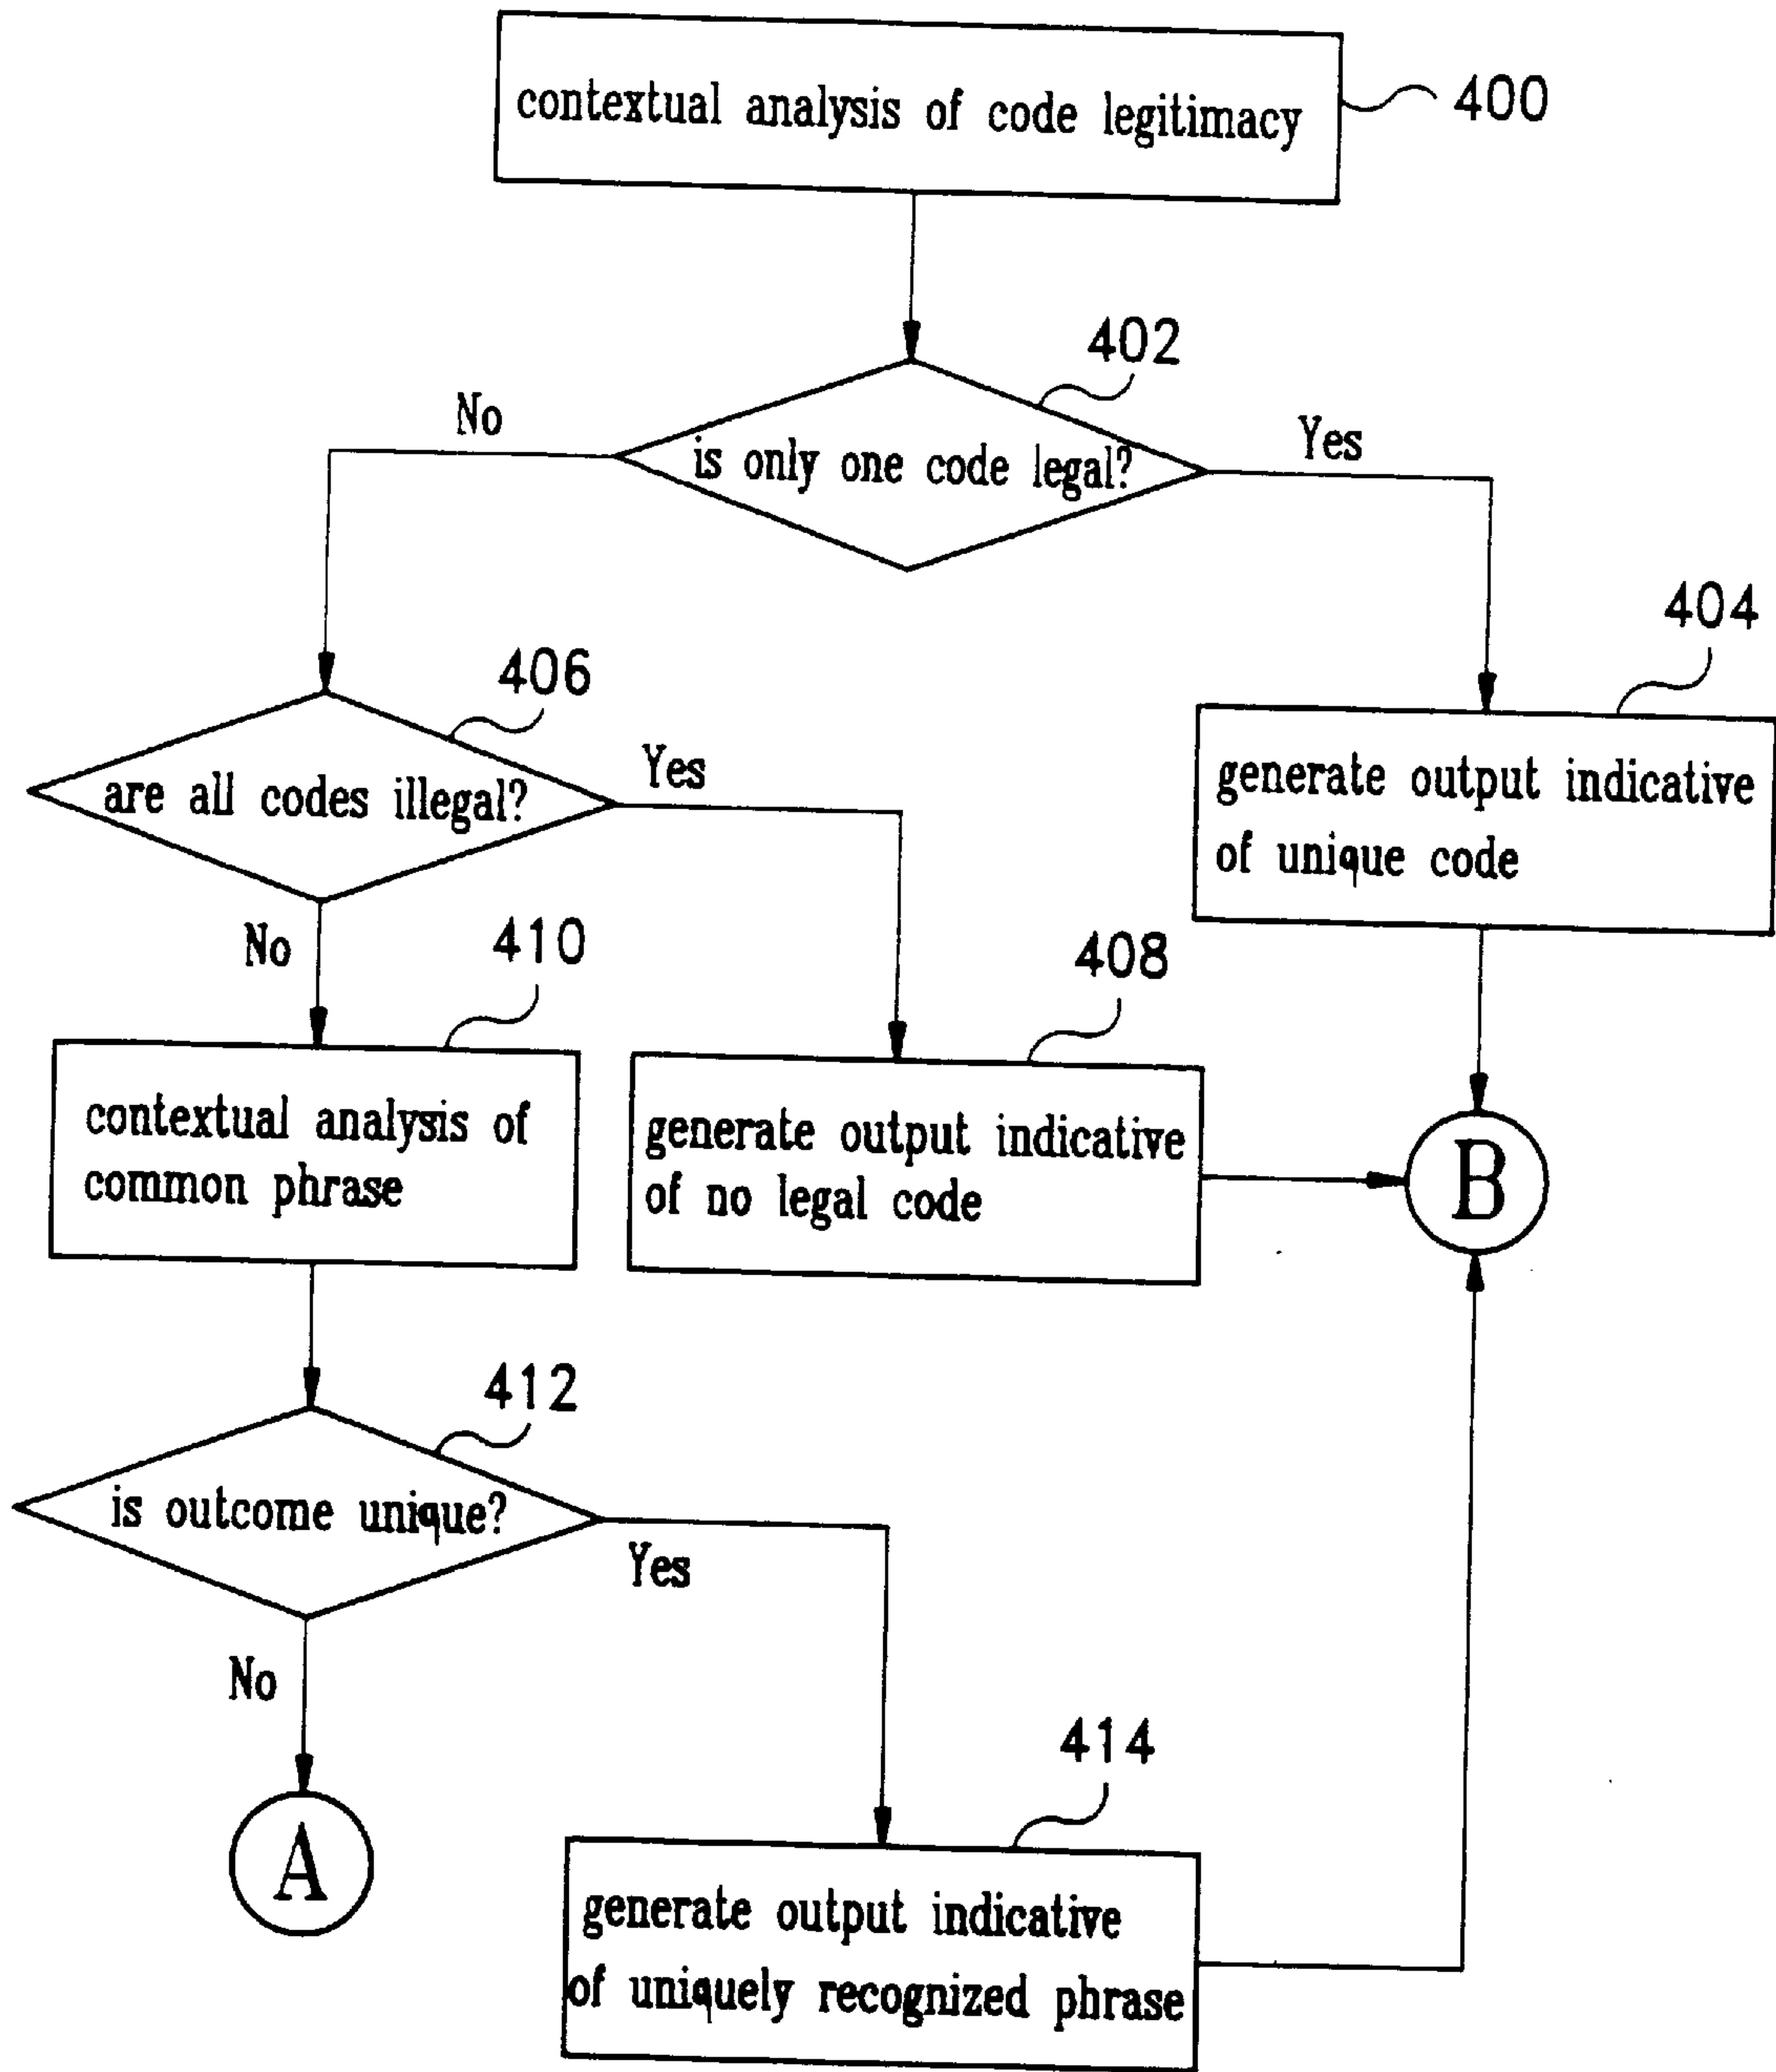 contextual analysis of code legitimacy
400
402
No
is only one code legal?
Yes
404
406
are all codes illegal?
Yes
generate output indicative
of unique code
No
410
408
contextual analysis of
common phrase
generate output indicative
of no legal code
B
412
is outcome unique?
Yes
No
414
A
generate output indicative
of uniquely recognized phrase